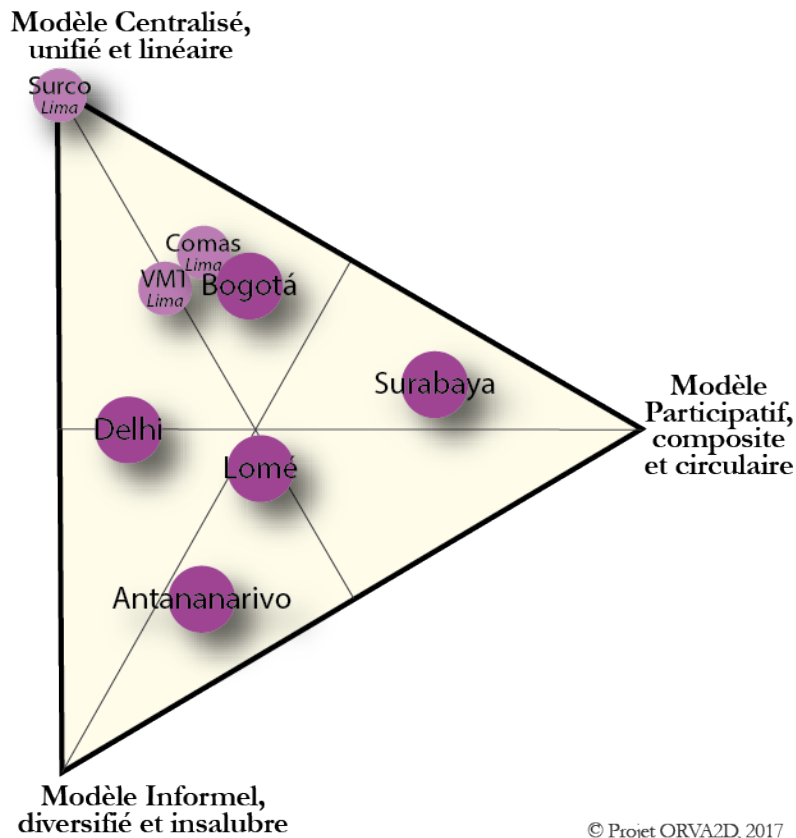 Modèle Centralisé,
unifié et linéaire
Surco
Lima
Comas
Lima
VMT
Lima
Bogotá
Surabaya
Modèle
Participatif,
composite
et circulaire
Delhi
Lomé
Antananarivo
Modèle Informel,
diversifié et insalubre
© Projet ORVA2D, 2017